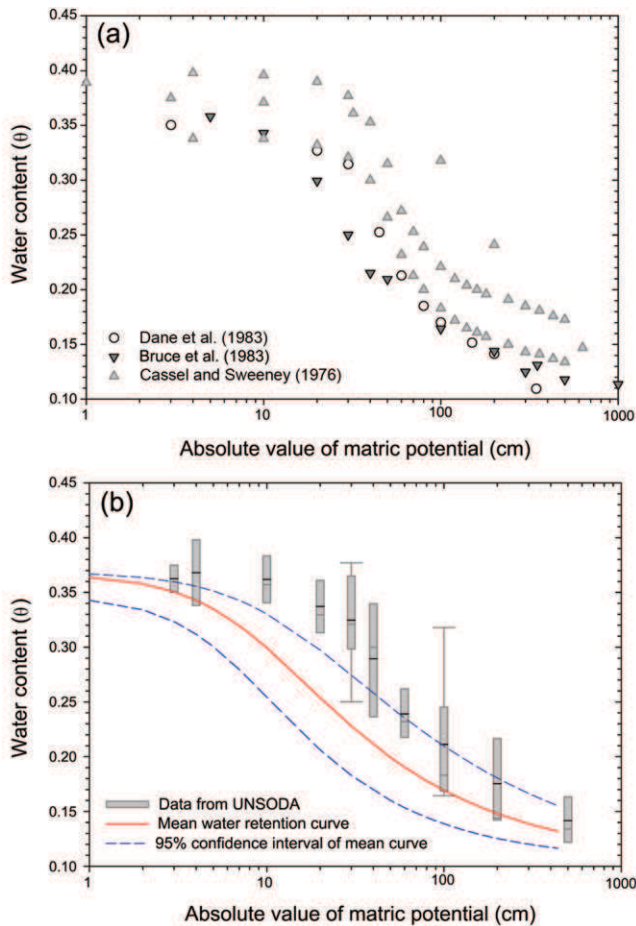 (a)
0.45
0.40
0.35
0.30
0.25
0.20
0.15
0.10
Water content (θ)
Dane et al. (1983)
Bruce et al. (1983)
Cassel and Sweeney (1976)
1
10
100
1000
Absolute value of matric potential (cm)
(b)
0.45
0.40
0.35
0.30
0.25
0.20
0.15
0.10
Water content (θ)
Data from UNSODA
Mean water retention curve
95% confidence interval of mean curve
1
10
100
1000
Absolute value of matric potential (cm)